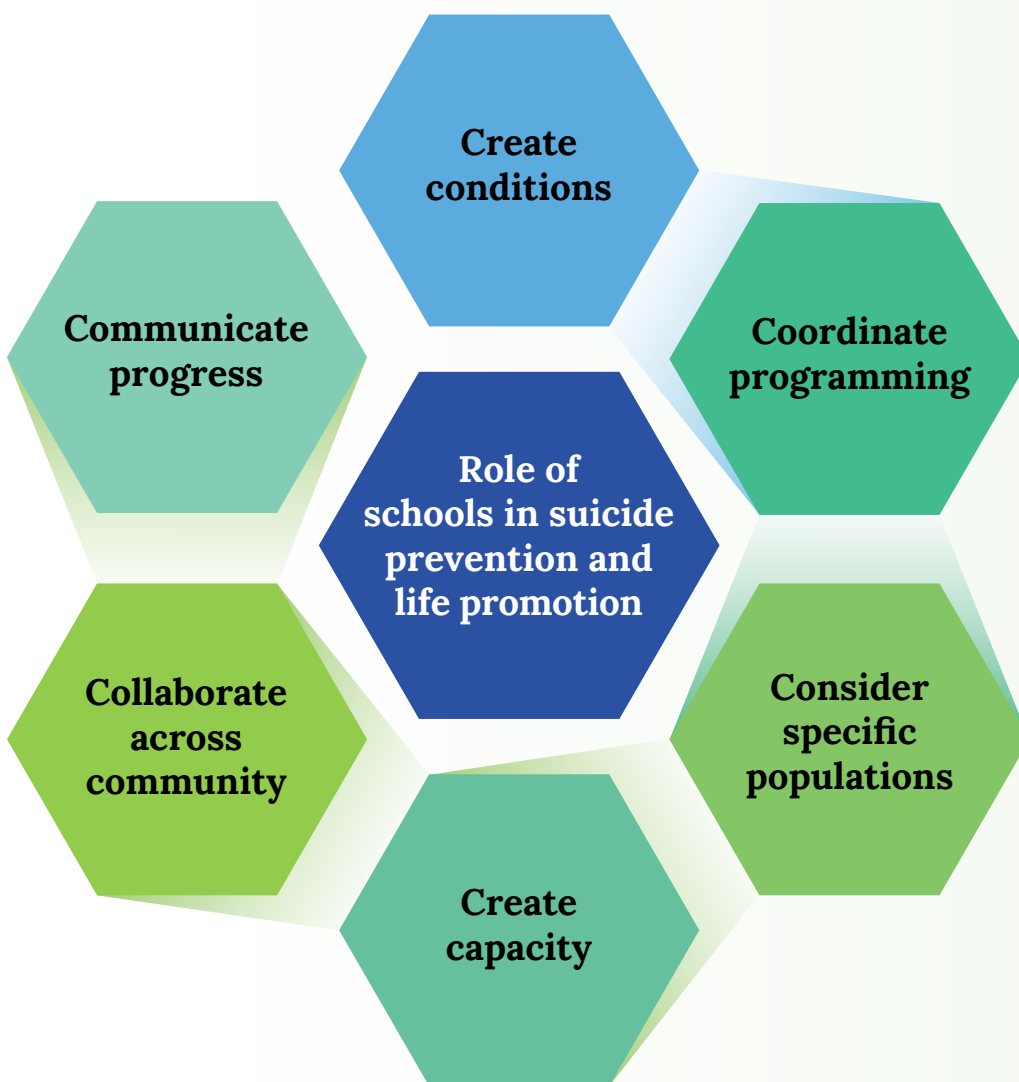 Create
conditions
Coordinate
programming
Consider
specific
populations
Create
capacity
Collaborate
across
community
Communicate
progress
Role of
schools in suicide
prevention and
life promotion